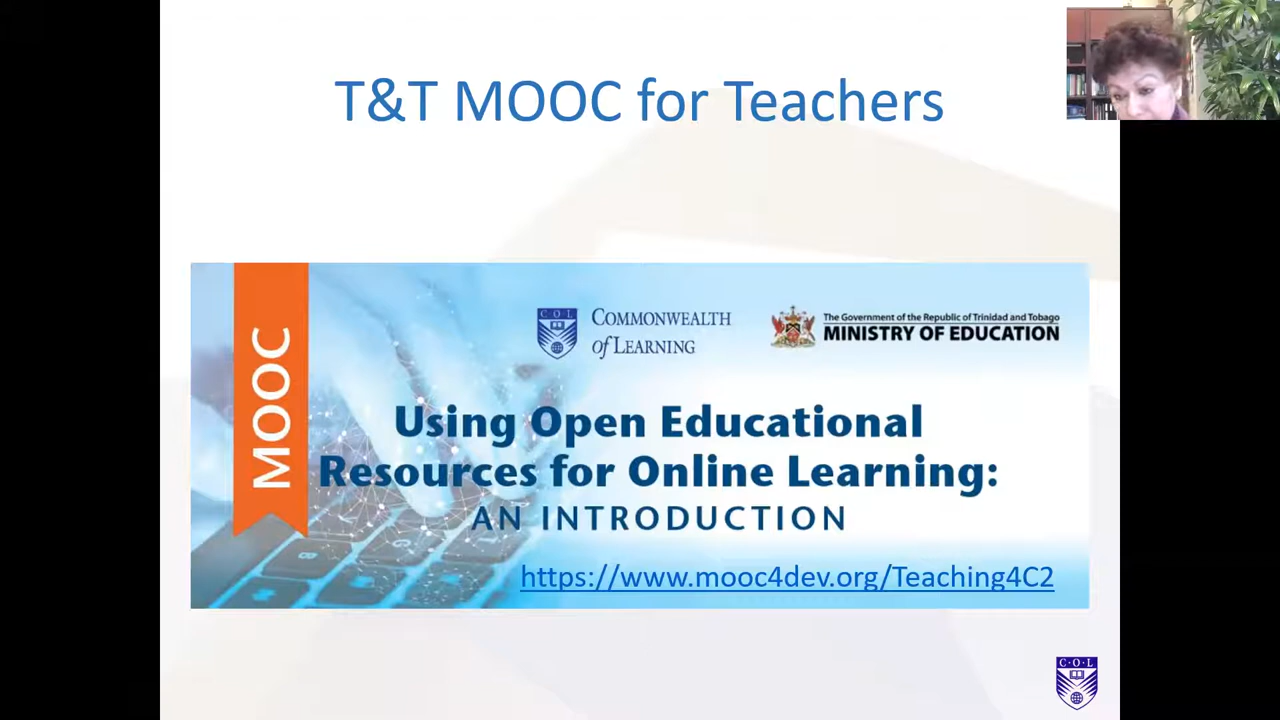 T&T MOOC for Teachers
MOOC
C·O·L
COMMONWEALTH
of LEARNING
The Government of the Republic of Trinidad and Tobago
MINISTRY OF EDUCATION
Using Open Educational
Resources for Online Learning:
AN INTRODUCTION
https://www.mooc4dev.org/Teaching4C2
C·O·L